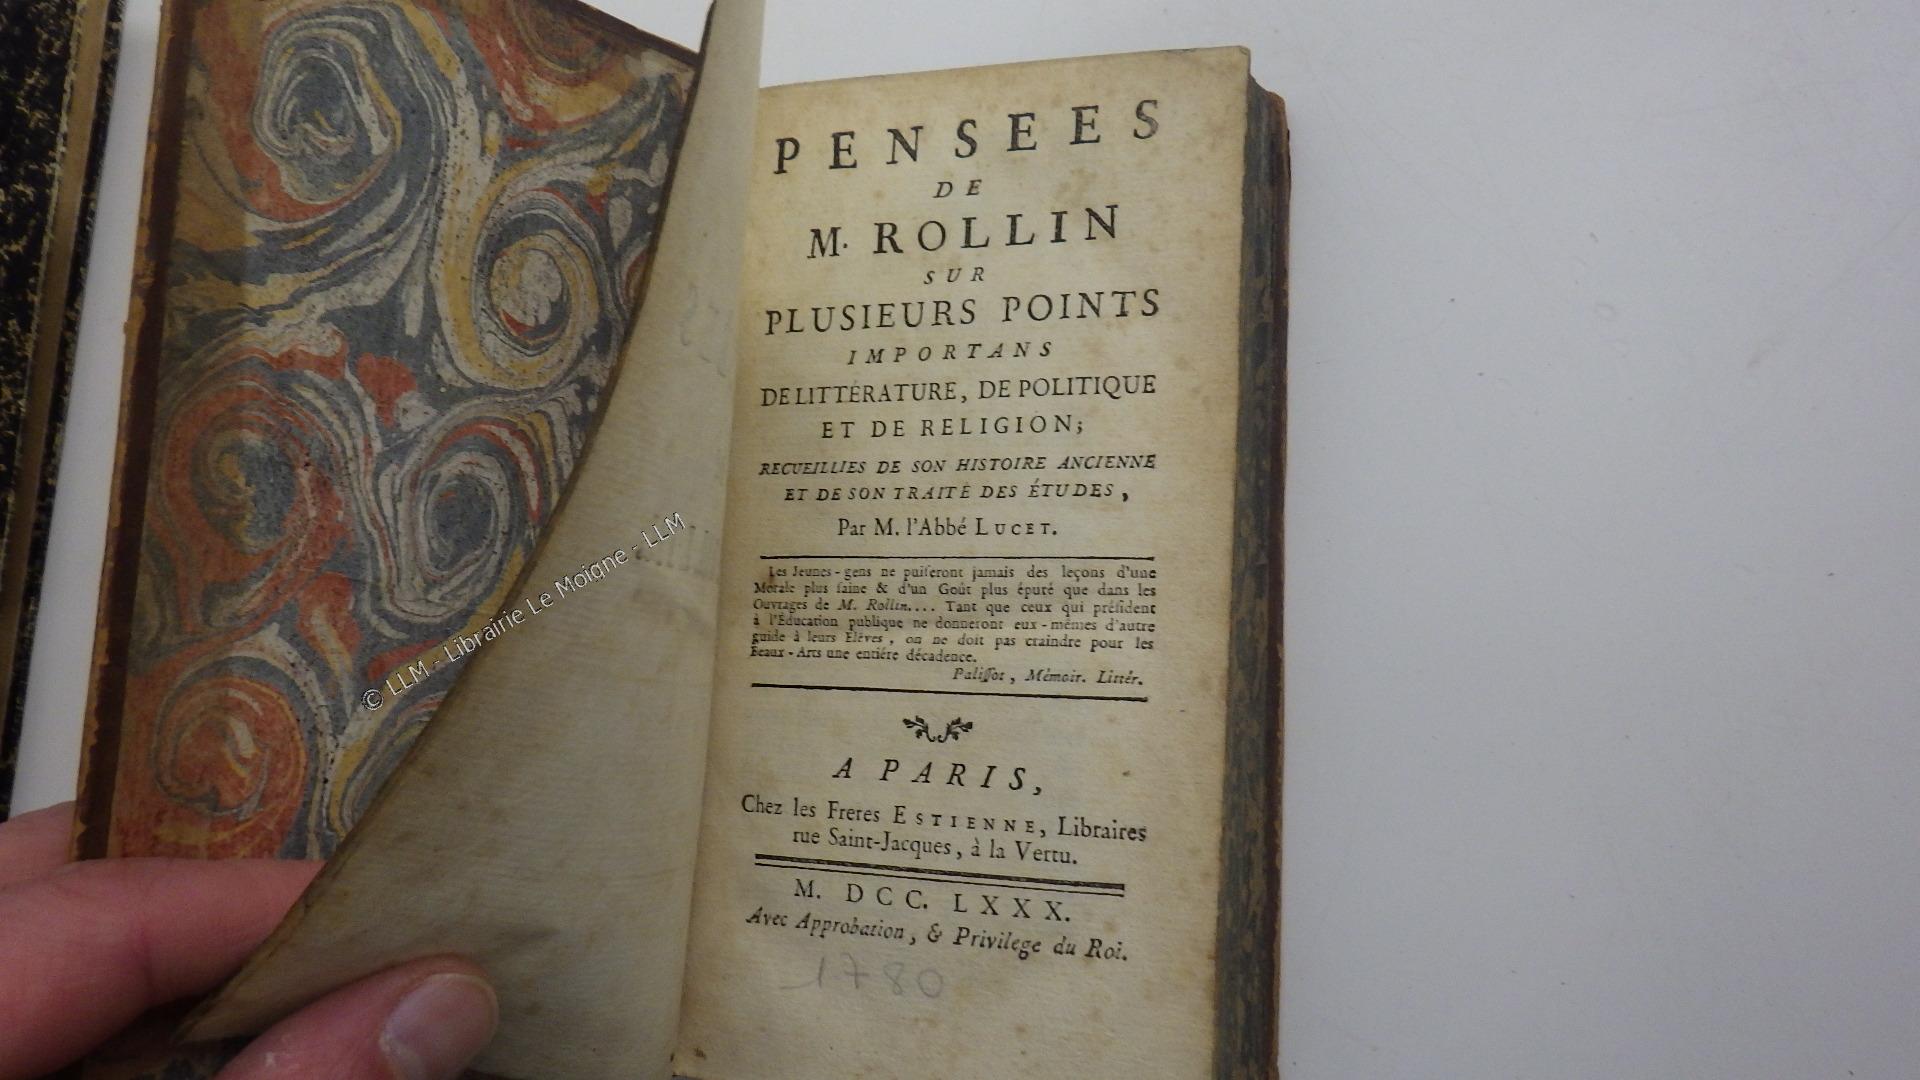 PENSEES
DE
M. ROLLIN
SUR
PLUSIEURS POINTS
IMPORTANS
DE LITTÉRATURE, DE POLITIQUE
ET DE RELIGION;
RECUEILLIES DE SON HISTOIRE ANCIENNE
ET DE SON TRAITÉ DES ÉTUDES,
Par M. l'Abbé LUCET.
Les Jeunes-gens ne puiſeront jamais des leçons d'une
Morale plus ſaine & d'un Goût plus épuré que dans les
Ouvrages de M. Rollin.... Tant que ceux qui préſident
à l'Éducation publique ne donneront eux-mêmes d'autre
guide à leurs Elèves, on ne doit pas craindre pour les
Beaux-Arts une entiére décadence.
Paliſſot, Mémoir. Littér.
A PARIS,
Chez les Freres ESTIENNE, Libraires
rue Saint-Jacques, à la Vertu.
M. DCC. LXXX.
Avec Approbation, & Privilege du Roi.
1780
© LLM - Librairie Le Moigne - LLM